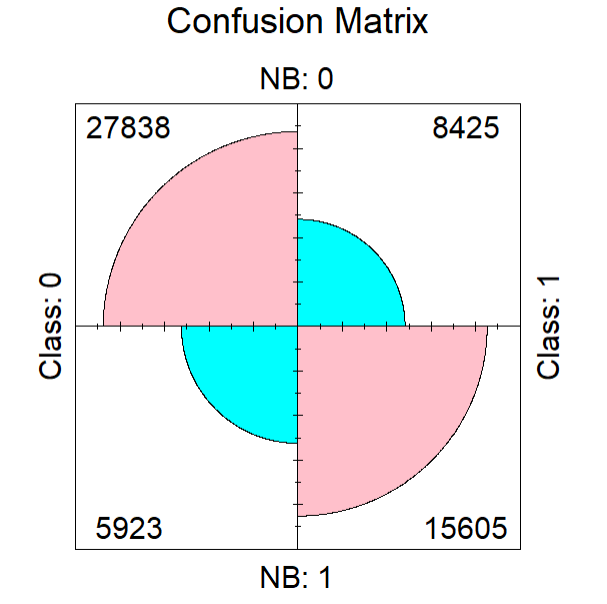 Confusion Matrix
NB: 0
27838
8425
Class: 0
Class: 1
5923
15605
NB: 1